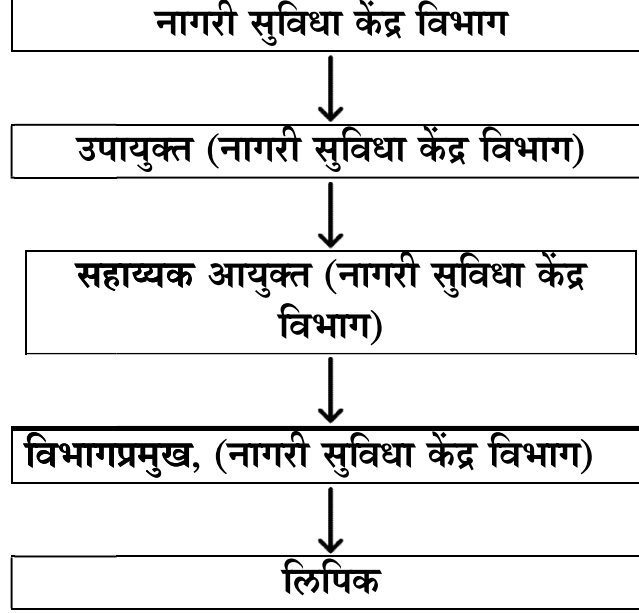 नागरी सुविधा केंद्र विभाग
उपायुक्त (नागरी सुविधा केंद्र विभाग)
सहाय्यक आयुक्त (नागरी सुविधा केंद्र
विभाग)
विभागप्रमुख, (नागरी सुविधा केंद्र विभाग)
लिपिक